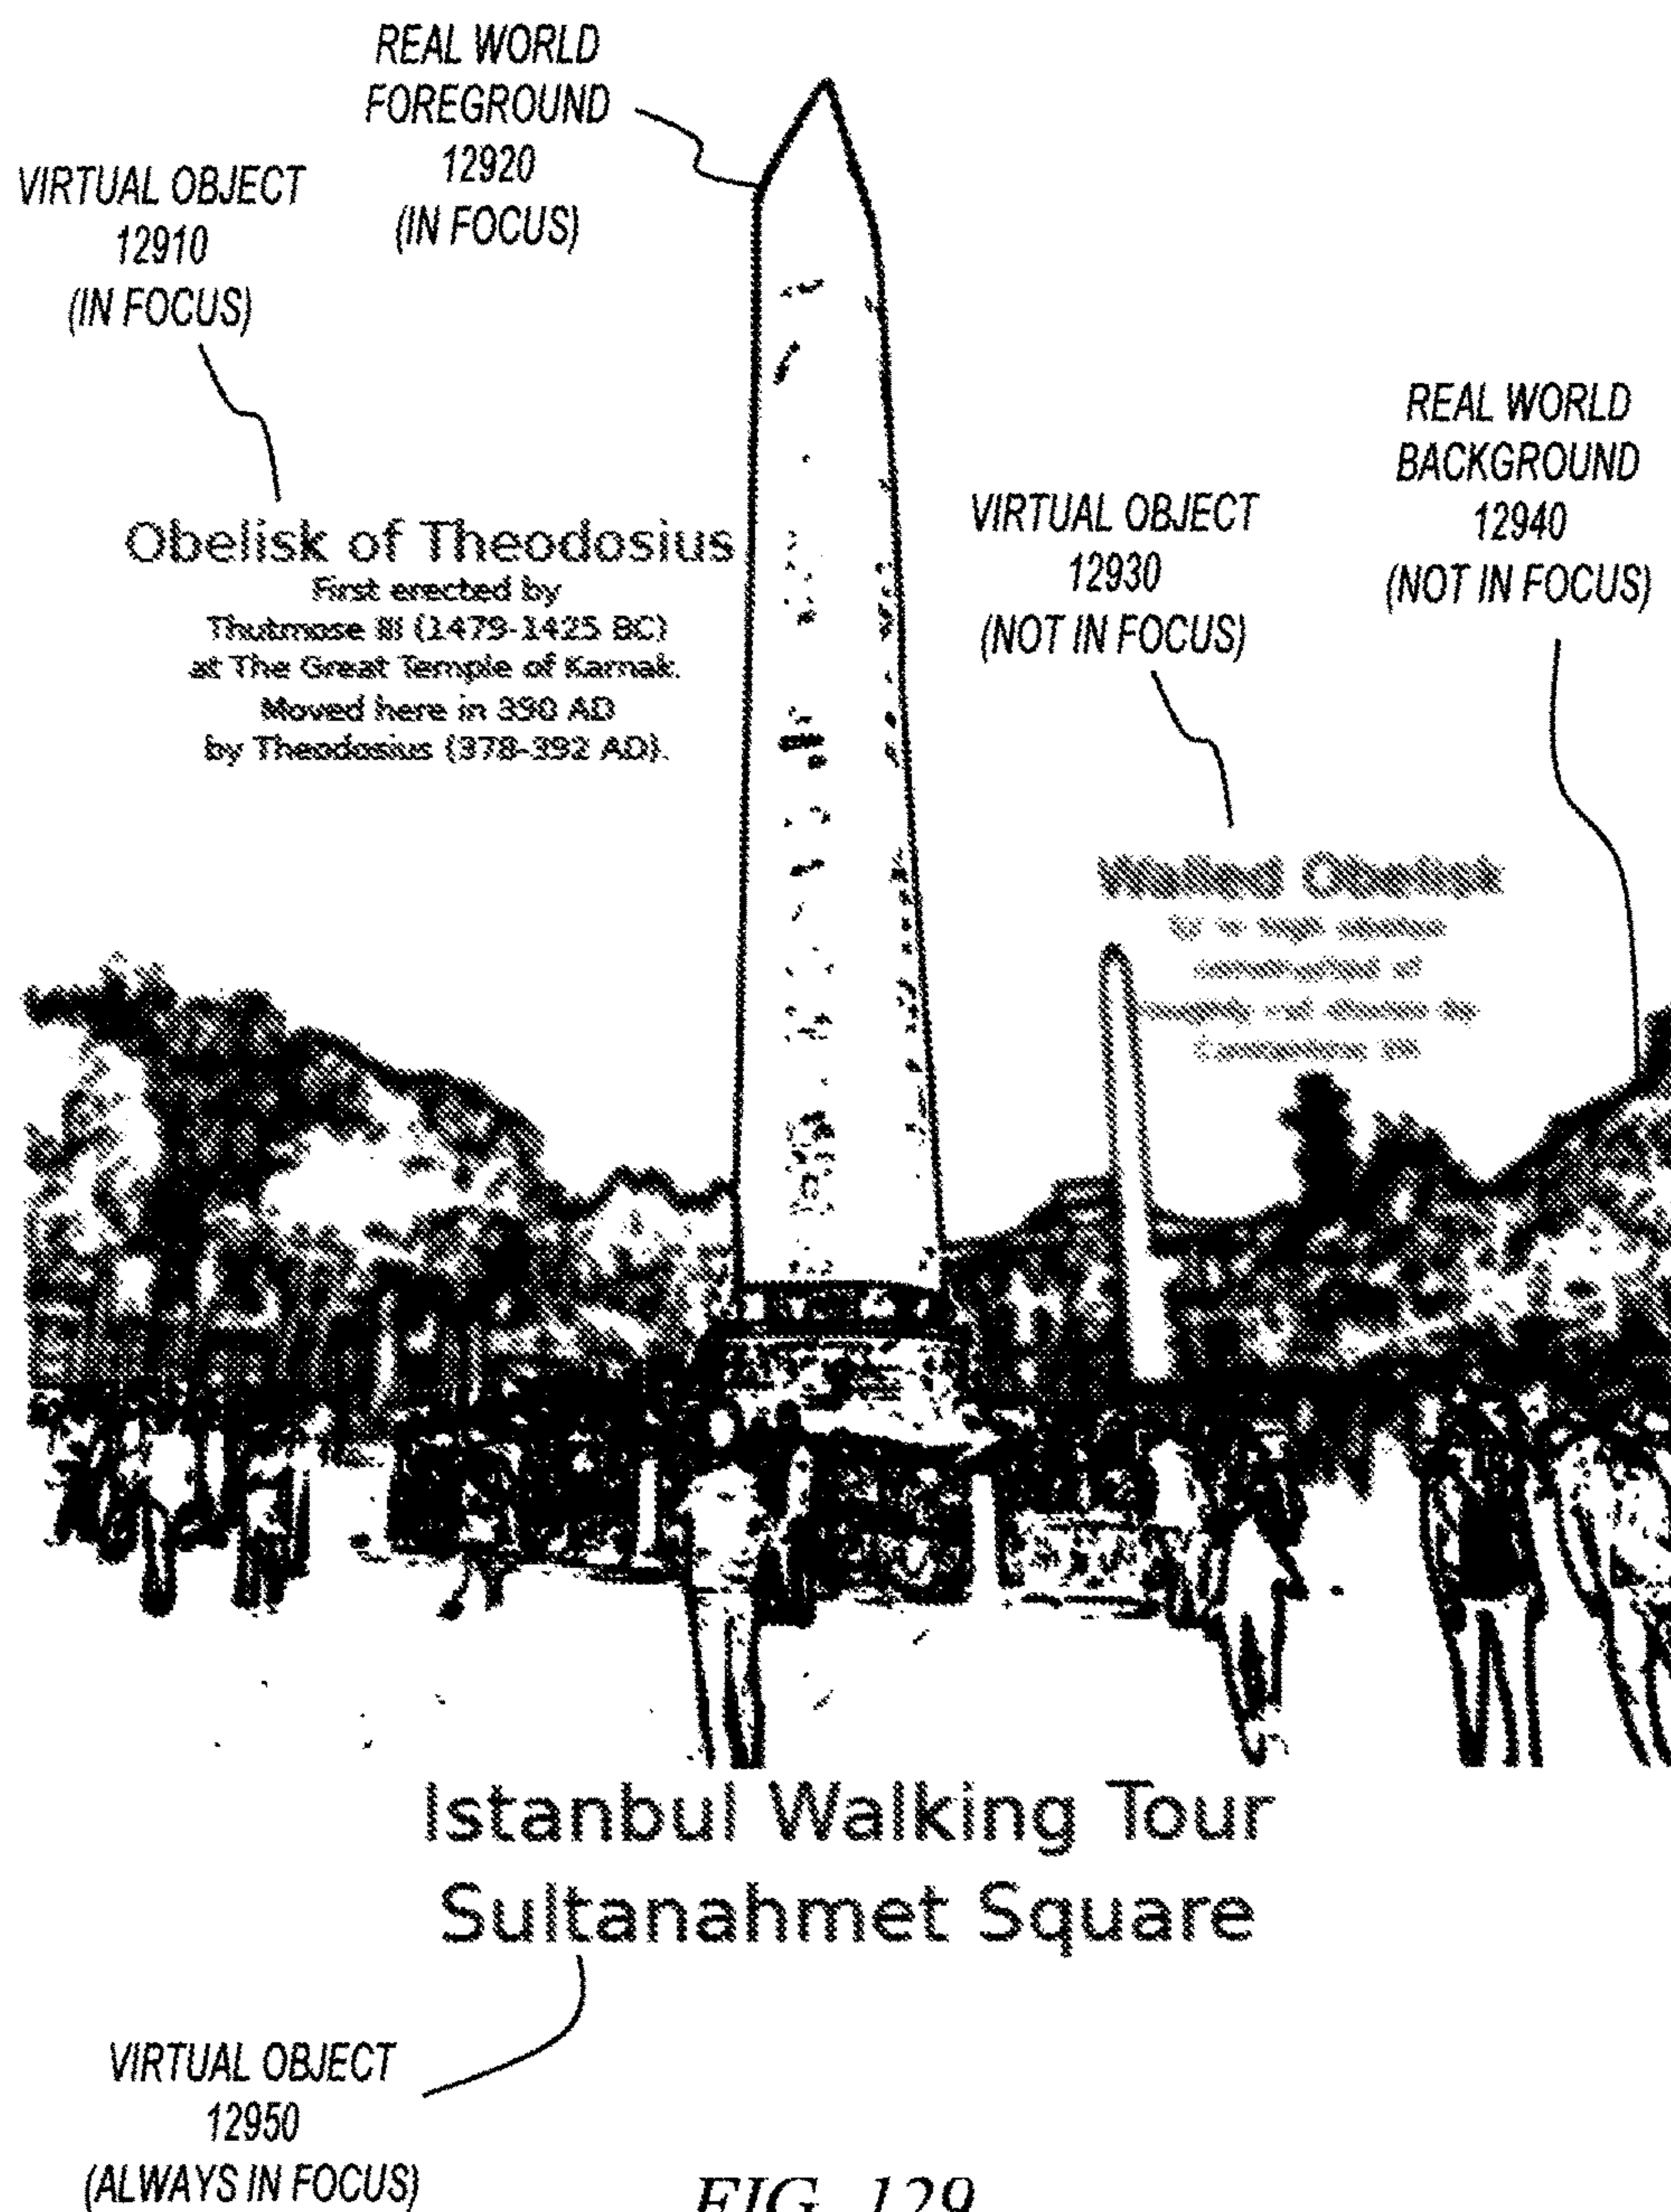 REAL WORLD
FOREGROUND
12920
(IN FOCUS)
VIRTUAL OBJECT
12910
(IN FOCUS)
REAL WORLD
BACKGROUND
12940
(NOT IN FOCUS)
VIRTUAL OBJECT
12930
(NOT IN FOCUS)
Obelisk of Theodosius
First erected by
Thutmose III (1479-1425 BC)
at The Great Temple of Karnak.
Moved here in 390 AD
by Theodosius (378-392 AD).
Walled Obelisk
Istanbul Walking Tour
Sultanahmet Square
VIRTUAL OBJECT
12950
(ALWAYS IN FOCUS)
FIG. 129